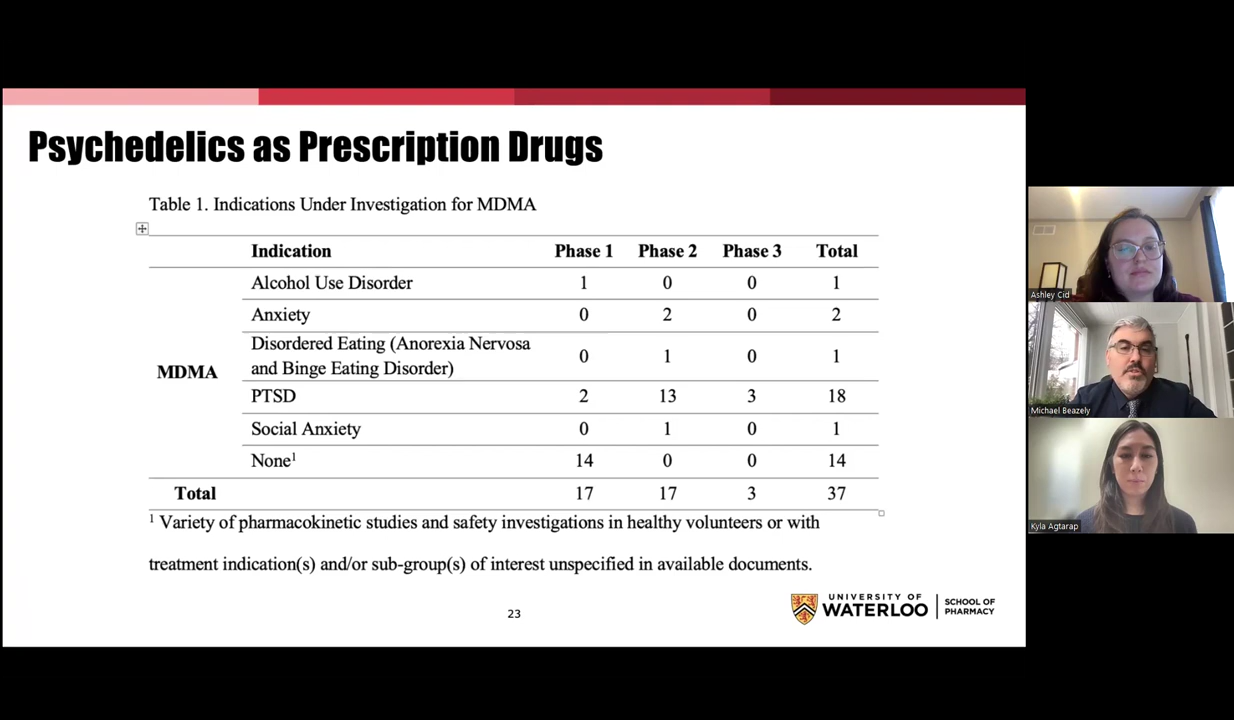 Psychedelics as Prescription Drugs
Table 1. Indications Under Investigation for MDMA
Indication Phase 1 Phase 2 Phase 3 Total
Alcohol Use Disorder 1 0 0 1
Anxiety 0 2 0 2
Disordered Eating (Anorexia Nervosa
and Binge Eating Disorder) 0 1 0 1
MDMA
PTSD 2 13 3 18
Social Anxiety 0 1 0 1
None¹ 14 0 0 14
Total 17 17 3 37
¹ Variety of pharmacokinetic studies and safety investigations in healthy volunteers or with
treatment indication(s) and/or sub-group(s) of interest unspecified in available documents.
23
UNIVERSITY OF
WATERLOO
SCHOOL OF
PHARMACY
Ashley Cid
Michael Beazely
Kyla Agtarap